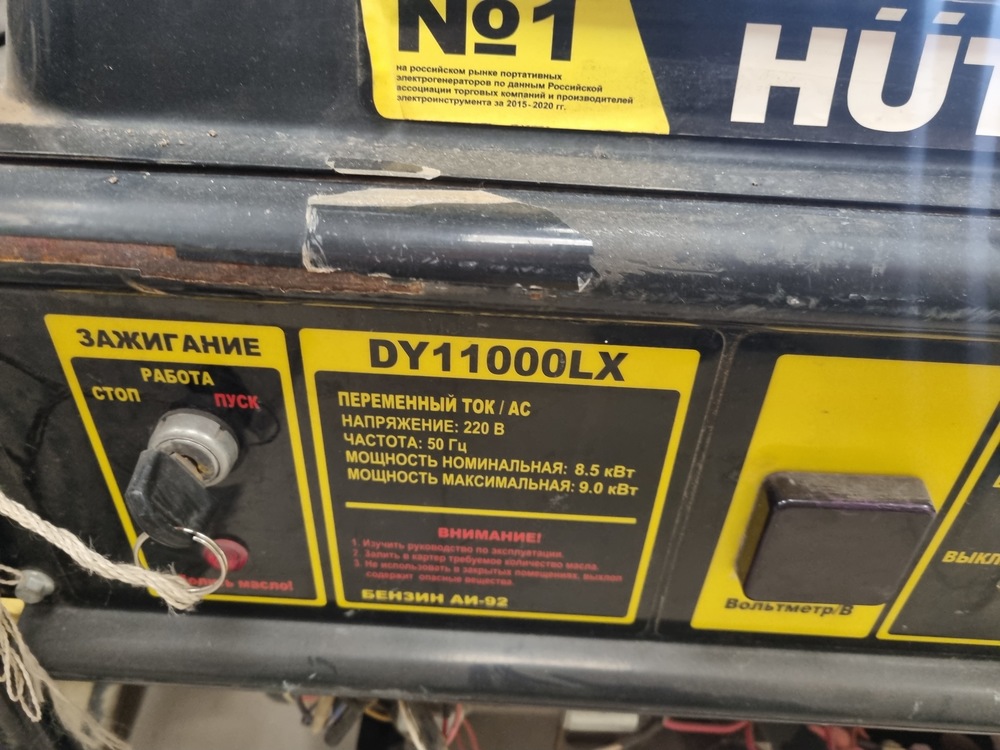 №1
на российском рынке портативных
электрогенераторов по данным Российской
ассоциации торговых компаний и производителей
электроинструмента за 2015-2020 гг.
HÜT
ЗАЖИГАНИЕ
РАБОТА
СТОП
ПУСК
масло!
DY11000LX
ПЕРЕМЕННЫЙ ТОК / AC
НАПРЯЖЕНИЕ: 220 В
ЧАСТОТА: 50 Гц
МОЩНОСТЬ НОМИНАЛЬНАЯ: 8.5 кВт
МОЩНОСТЬ МАКСИМАЛЬНАЯ: 9.0 кВт
ВНИМАНИЕ!
1. Изучить руководство по эксплуатации.
2. Залить в картер требуемое количество масла.
3. Не использовать в закрытых помещениях, выхлоп
содержит опасные вещества.
БЕНЗИН АИ-92
Вольтметр/В
ВЫКЛ